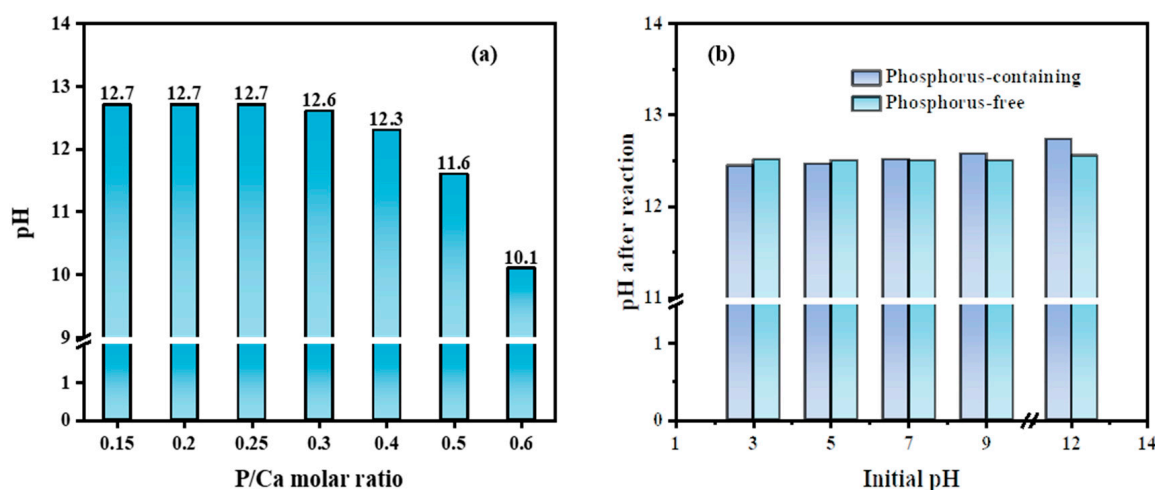 (a)
pH
14
13
12
11
10
9
1
0
12.7 12.7 12.7 12.6 12.3 11.6 10.1
0.15 0.2 0.25 0.3 0.4 0.5 0.6
P/Ca molar ratio
(b)
pH after reaction
14
13
12
11
1
0
Phosphorus-containing
Phosphorus-free
1 3 5 7 9 12 14
Initial pH